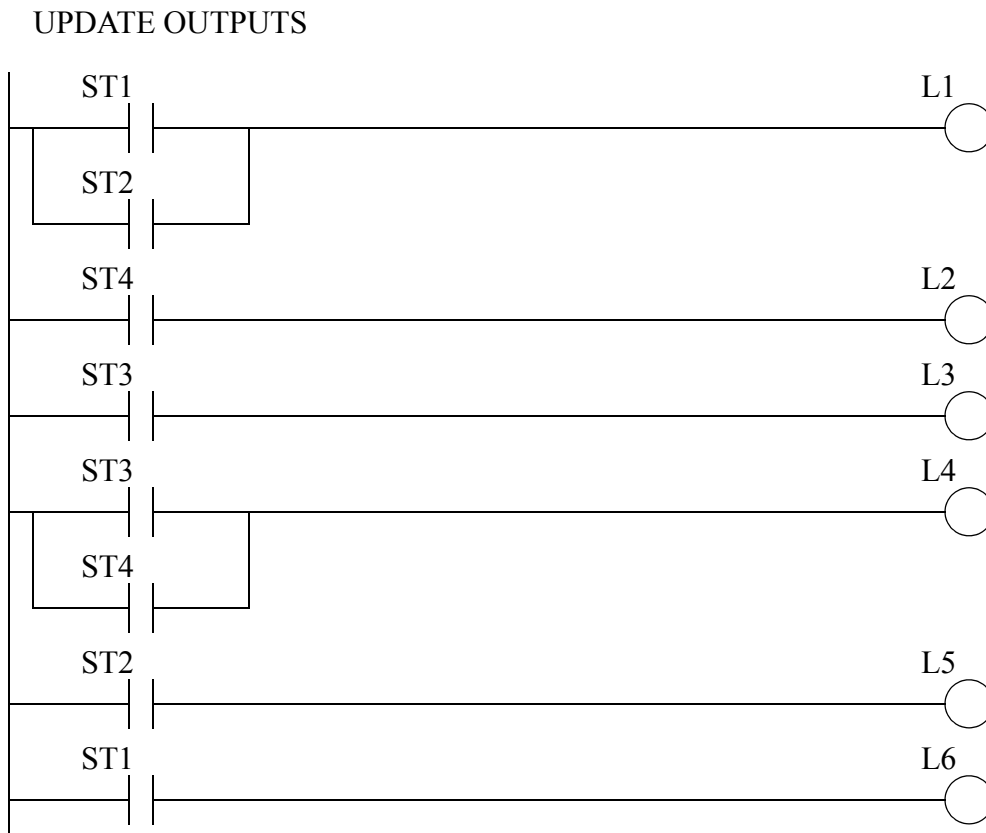 UPDATE OUTPUTS
ST1 L1
ST2
ST4 L2
ST3 L3
ST3 L4
ST4
ST2 L5
ST1 L6